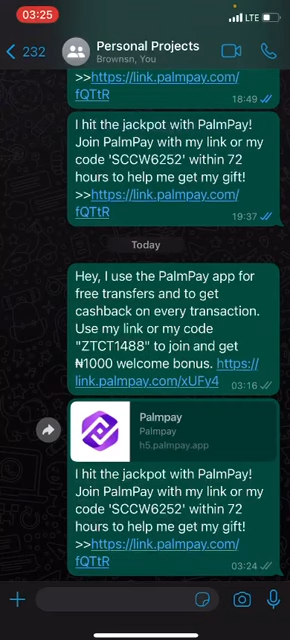 03:25
LTE
232
Personal Projects
Brownsn, You
>>https://link.palmpay.com/
fQTtR
18:49
I hit the jackpot with PalmPay!
Join PalmPay with my link or my
code 'SCCW6252' within 72
hours to help me get my gift!
>>https://link.palmpay.com/
fQTtR
19:37
Today
Hey, I use the PalmPay app for
free transfers and to get
cashback on every transaction.
Use my link or my code
"ZTCT1488" to join and get
₦1000 welcome bonus. https://
link.palmpay.com/xUFy4
03:16
Palmpay
Palmpay
h5.palmpay.app
I hit the jackpot with PalmPay!
Join PalmPay with my link or my
code 'SCCW6252' within 72
hours to help me get my gift!
>>https://link.palmpay.com/
fQTtR
03:24